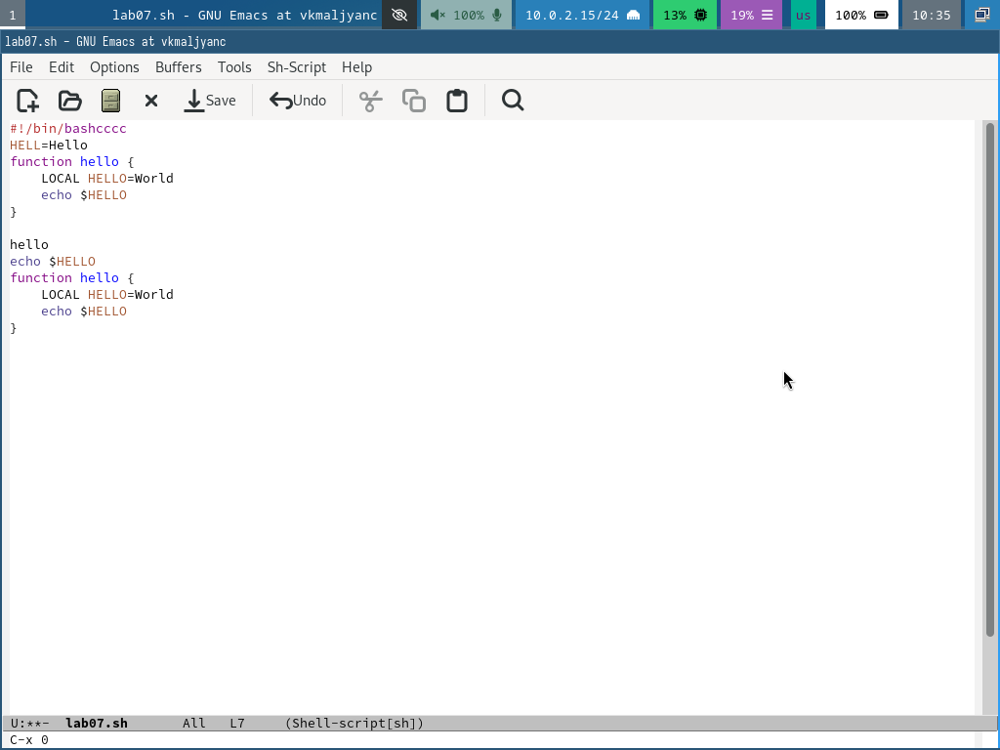 1 lab07.sh - GNU Emacs at vkmaljyanc 100% 10.0.2.15/24 13% 19% us 100% 10:35
lab07.sh - GNU Emacs at vkmaljyanc
File Edit Options Buffers Tools Sh-Script Help
Save Undo
#!/bin/bashcccc
HELL=Hello
function hello {
    LOCAL HELLO=World
    echo $HELLO
}
hello
echo $HELLO
function hello {
    LOCAL HELLO=World
    echo $HELLO
}
U:**- lab07.sh All L7 (Shell-script[sh])
C-x 0